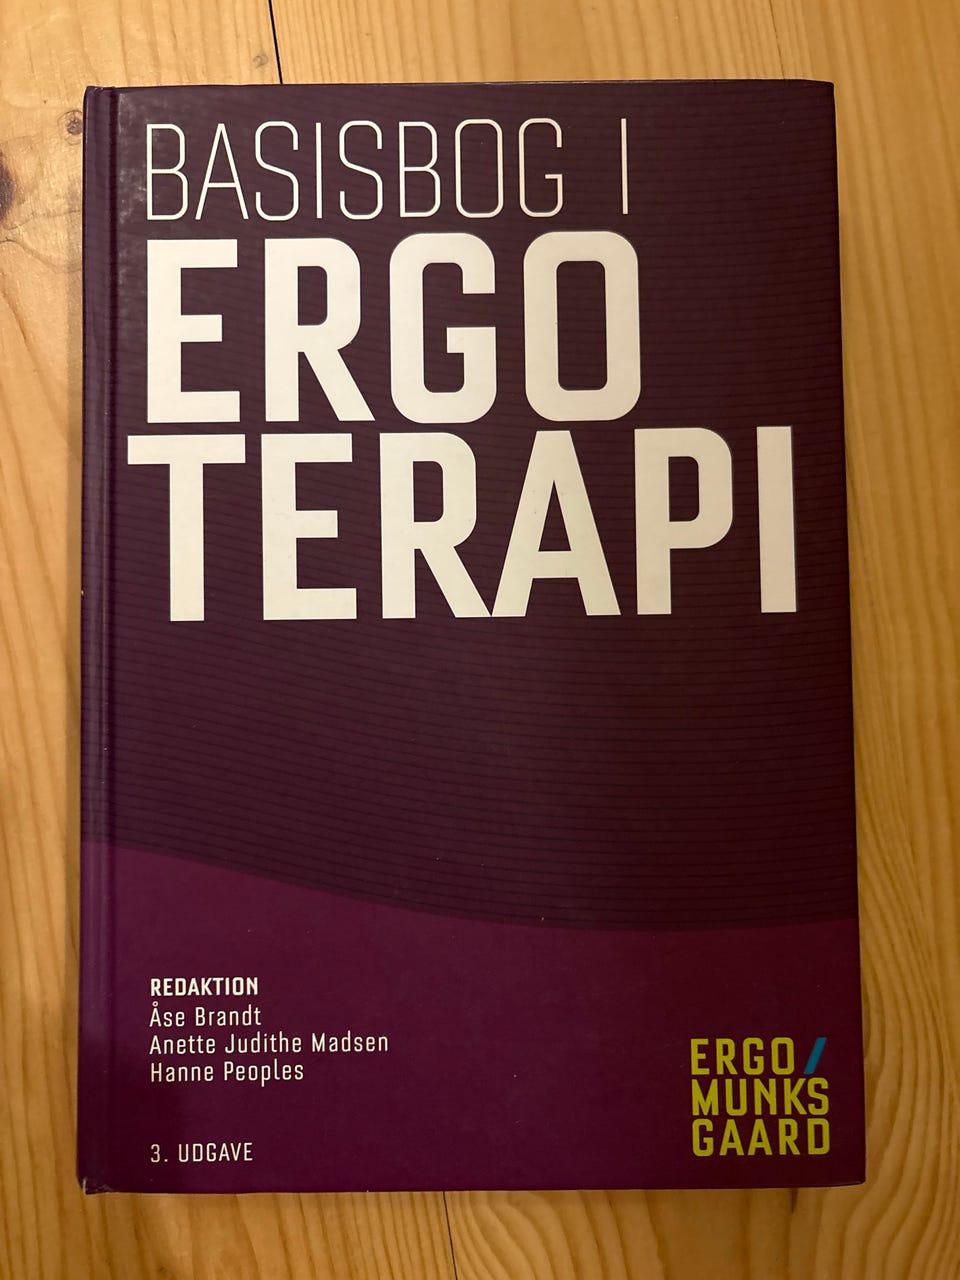 BASISBOG I
ERGO
TERAPI
REDAKTION
Åse Brandt
Anette Judithe Madsen
Hanne Peoples
3. UDGAVE
ERGO/
MUNKS
GAARD